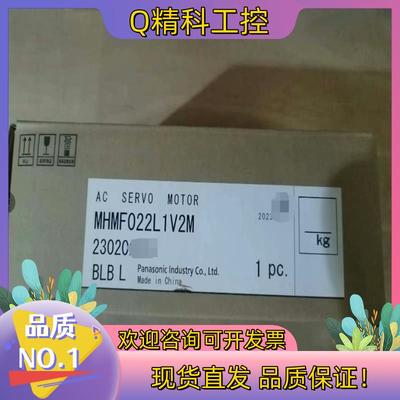 Q精科工控
AC SERVO MOTOR
MHMF022L1V2M
202
2302C
kg
BLB L Panasonic Industry Co., Ltd. 1 pc.
Made in China
品质
NO.1
欢迎咨询可开发票
现货直发 品质保证!